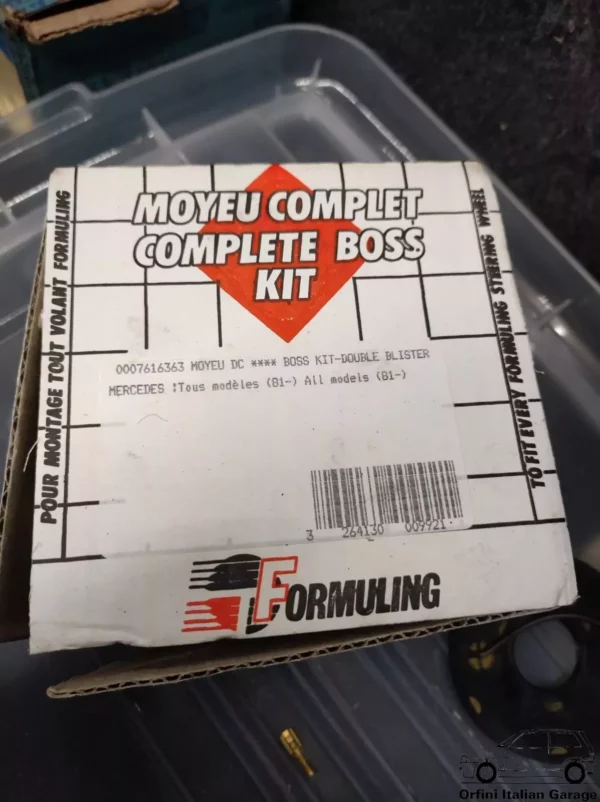 MOYEU COMPLET
COMPLETE BOSS
KIT
POUR MONTAGE TOUT VOLANT FORMULING
TO FIT EVERY FORMULING STEERING WHEEL
0007616363 MOYEU DC **** BOSS KIT-DOUBLE BLISTER
MERCEDES :Tous modèles (81-) All models (81-)
3 264130 009921
FORMULING
Orfini Italian Garage